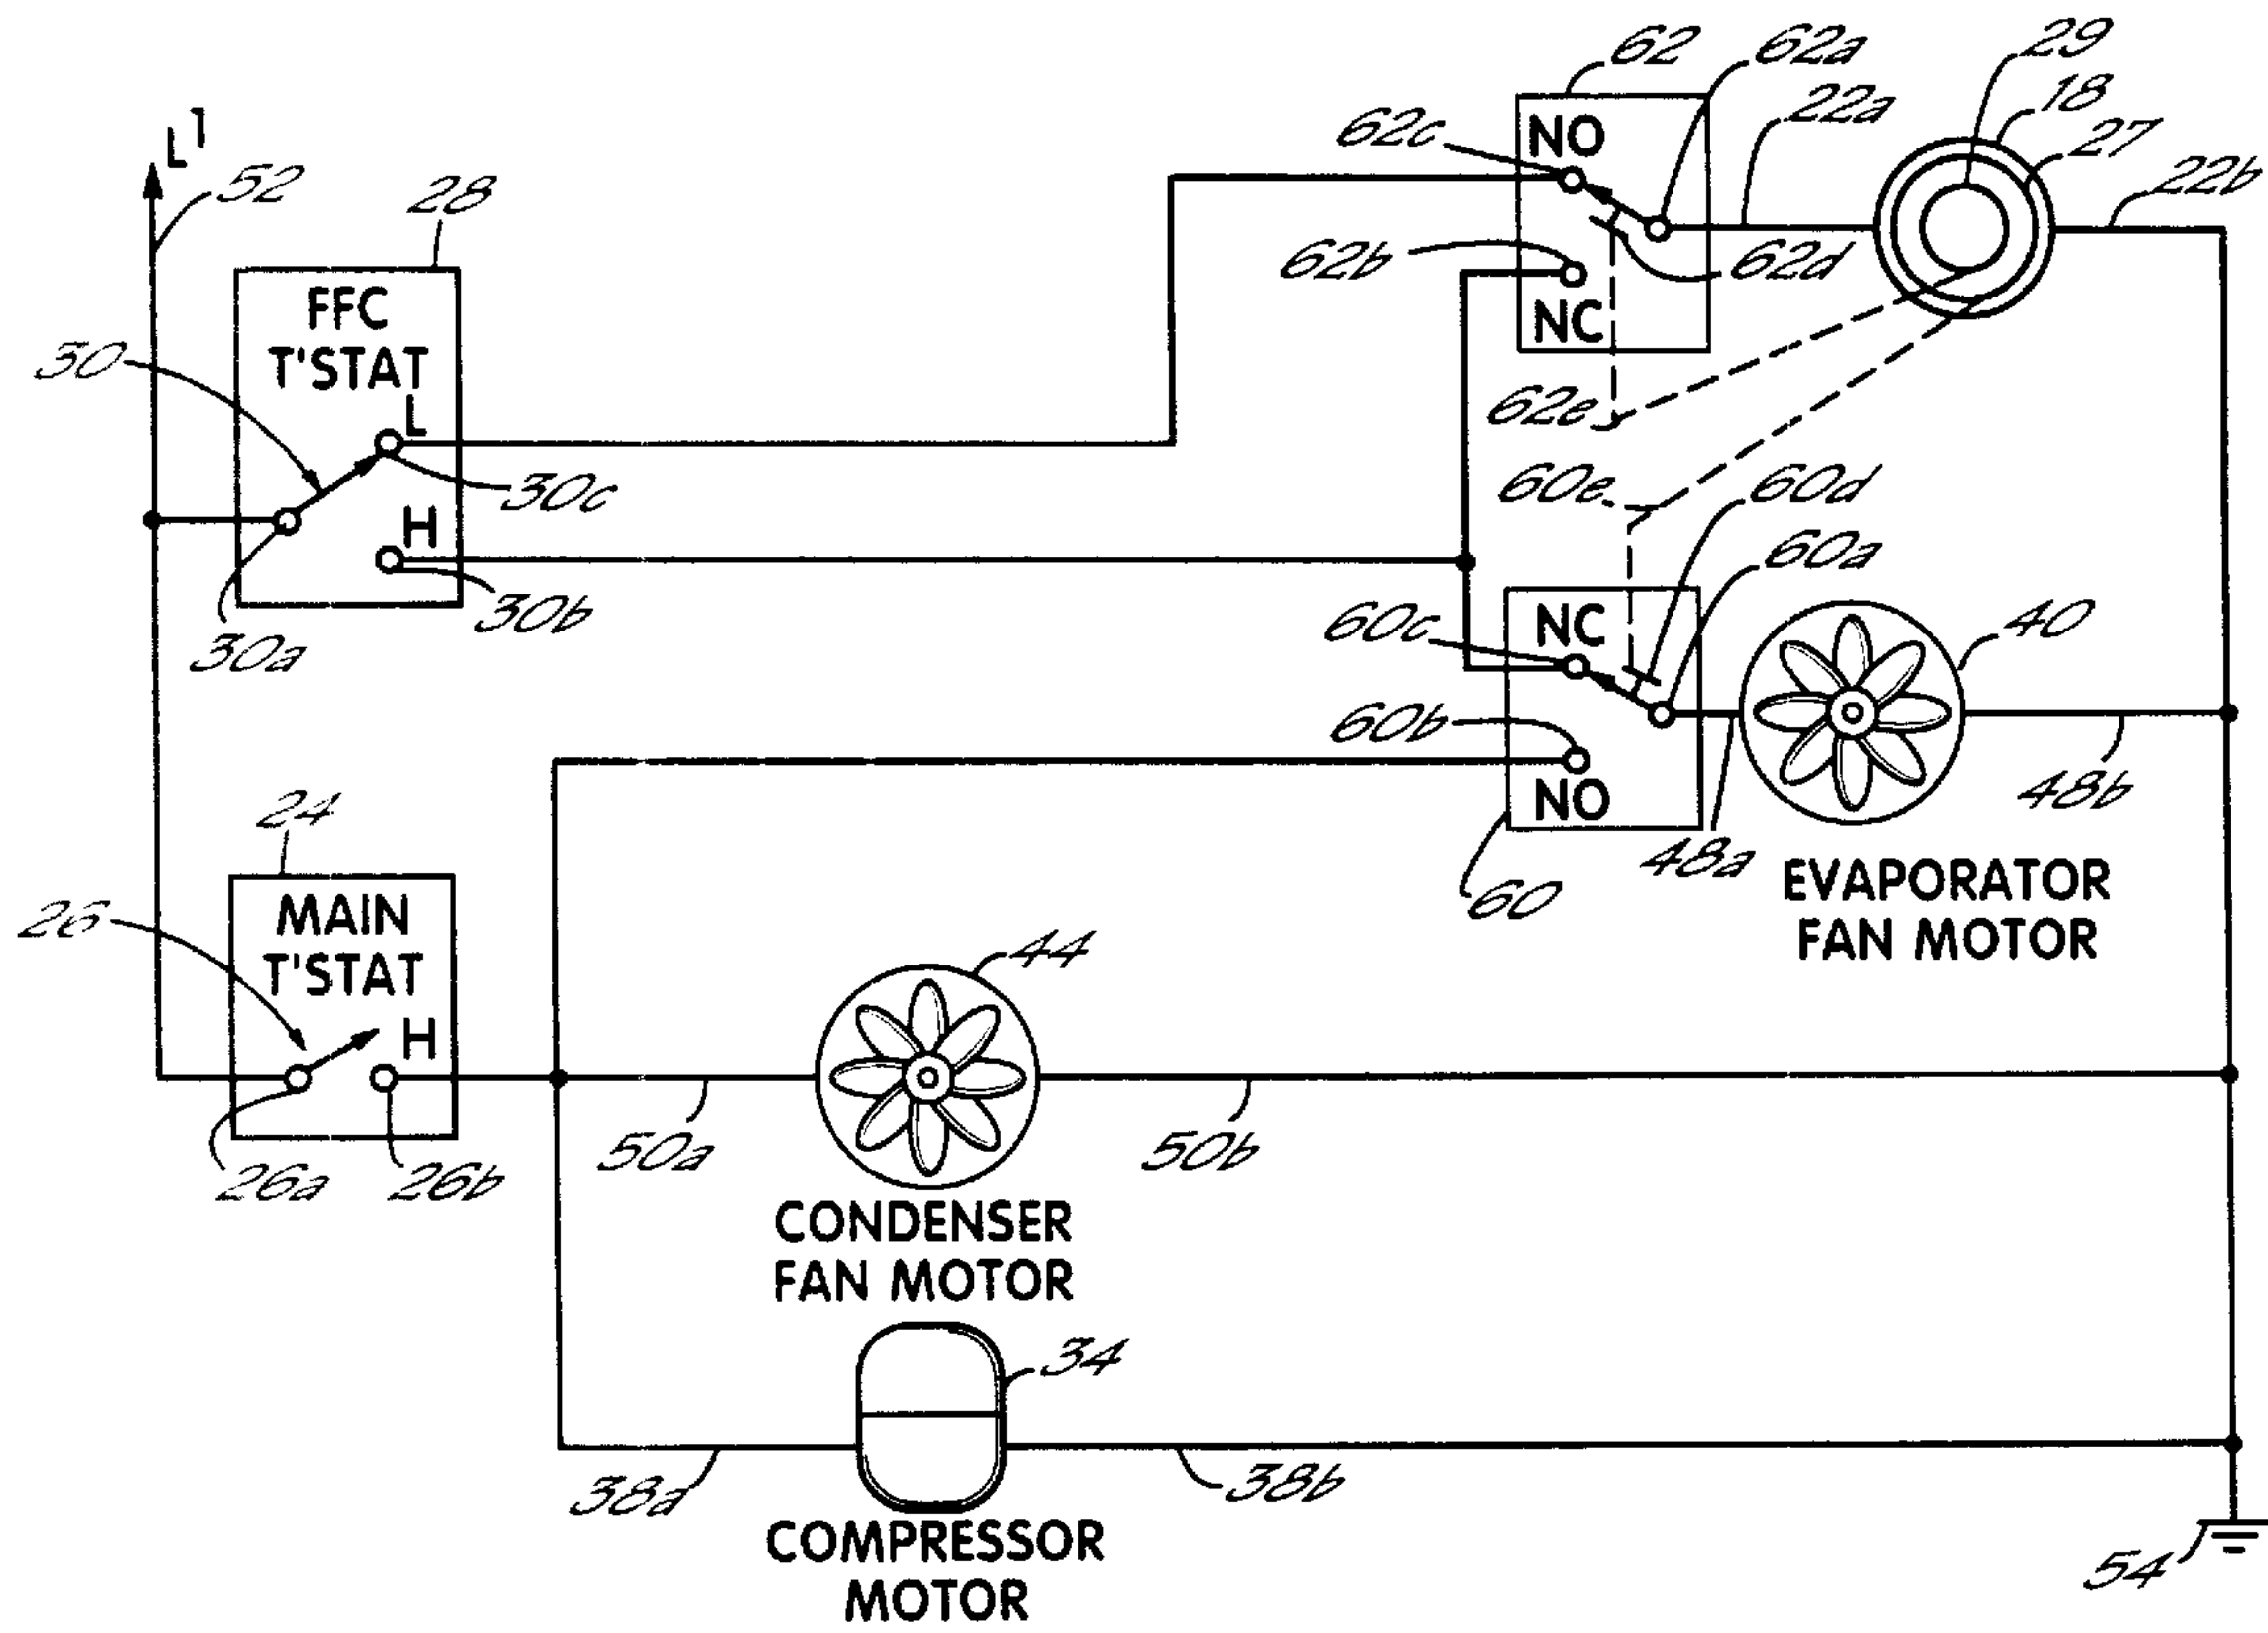 62
62a
29
18
27
22a
22b
L1
52
28
62c
NO
62b
62d
NC
FFC
T'STAT
L
30
30c
62e
60e
60d
60a
H
30b
30a
60c
NC
40
60b
NO
48a
48b
60
24
MAIN
T'STAT
26
H
26a
26b
EVAPORATOR
FAN MOTOR
44
50a
50b
CONDENSER
FAN MOTOR
34
38a
38b
COMPRESSOR
MOTOR
54